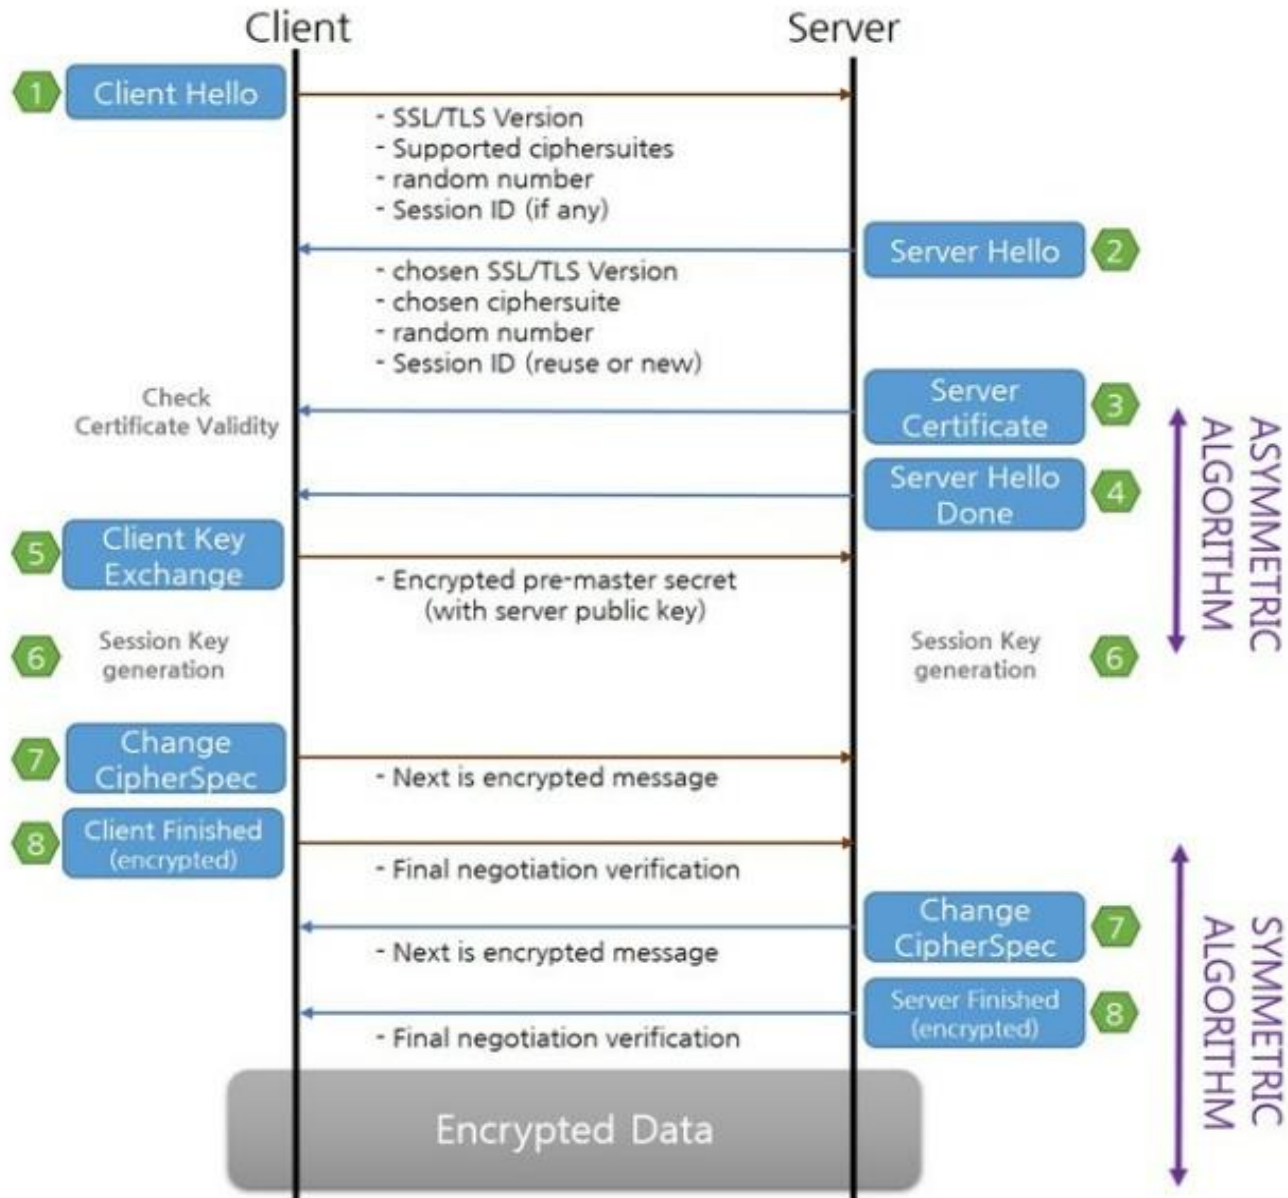 Client
Server
1
Client Hello
- SSL/TLS Version
- Supported ciphersuites
- random number
- Session ID (if any)
Server Hello
2
- chosen SSL/TLS Version
- chosen ciphersuite
- random number
- Session ID (reuse or new)
Check
Certificate Validity
Server
Certificate
3
Server Hello
Done
4
ASYMMETRIC
ALGORITHM
5
Client Key
Exchange
- Encrypted pre-master secret
(with server public key)
6
Session Key
generation
Session Key
generation
6
7
Change
CipherSpec
- Next is encrypted message
8
Client Finished
(encrypted)
- Final negotiation verification
Change
CipherSpec
7
- Next is encrypted message
Server Finished
(encrypted)
8
- Final negotiation verification
SYMMETRIC
ALGORITHM
Encrypted Data